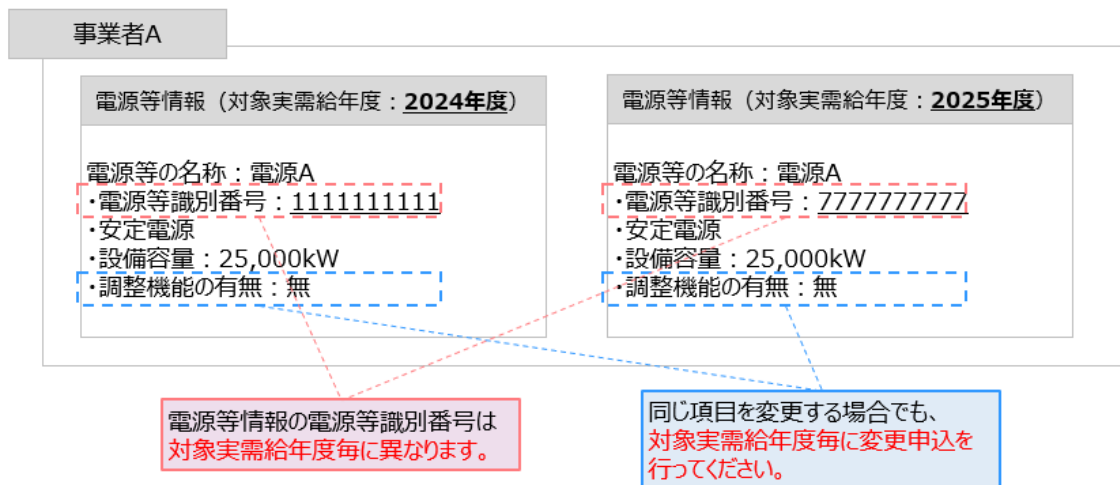 事業者A
電源等情報（対象実需給年度：2024年度）
電源等の名称：電源A
・電源等識別番号：1111111111
・安定電源
・設備容量：25,000kW
・調整機能の有無：無
電源等情報（対象実需給年度：2025年度）
電源等の名称：電源A
・電源等識別番号：7777777777
・安定電源
・設備容量：25,000kW
・調整機能の有無：無
電源等情報の電源等識別番号は
対象実需給年度毎に異なります。
同じ項目を変更する場合でも、
対象実需給年度毎に変更申込を
行ってください。